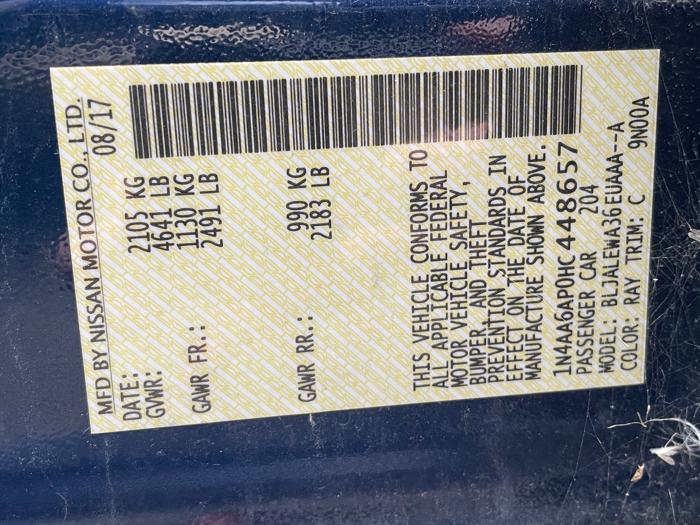 MFD BY NISSAN MOTOR CO., LTD.
DATE: 08/17
GVWR: 2105 KG
4641 LB
GAWR FR.: 1130 KG
2491 LB
GAWR RR.: 990 KG
2183 LB
THIS VEHICLE CONFORMS TO
ALL APPLICABLE FEDERAL
MOTOR VEHICLE SAFETY,
BUMPER, AND THEFT
PREVENTION STANDARDS IN
EFFECT ON THE DATE OF
MANUFACTURE SHOWN ABOVE.
1N4AA6AP0HC448657
PASSENGER CAR 204
MODEL: BLJALEWA36EUAAA--A
COLOR: RAY TRIM: C 9N00A